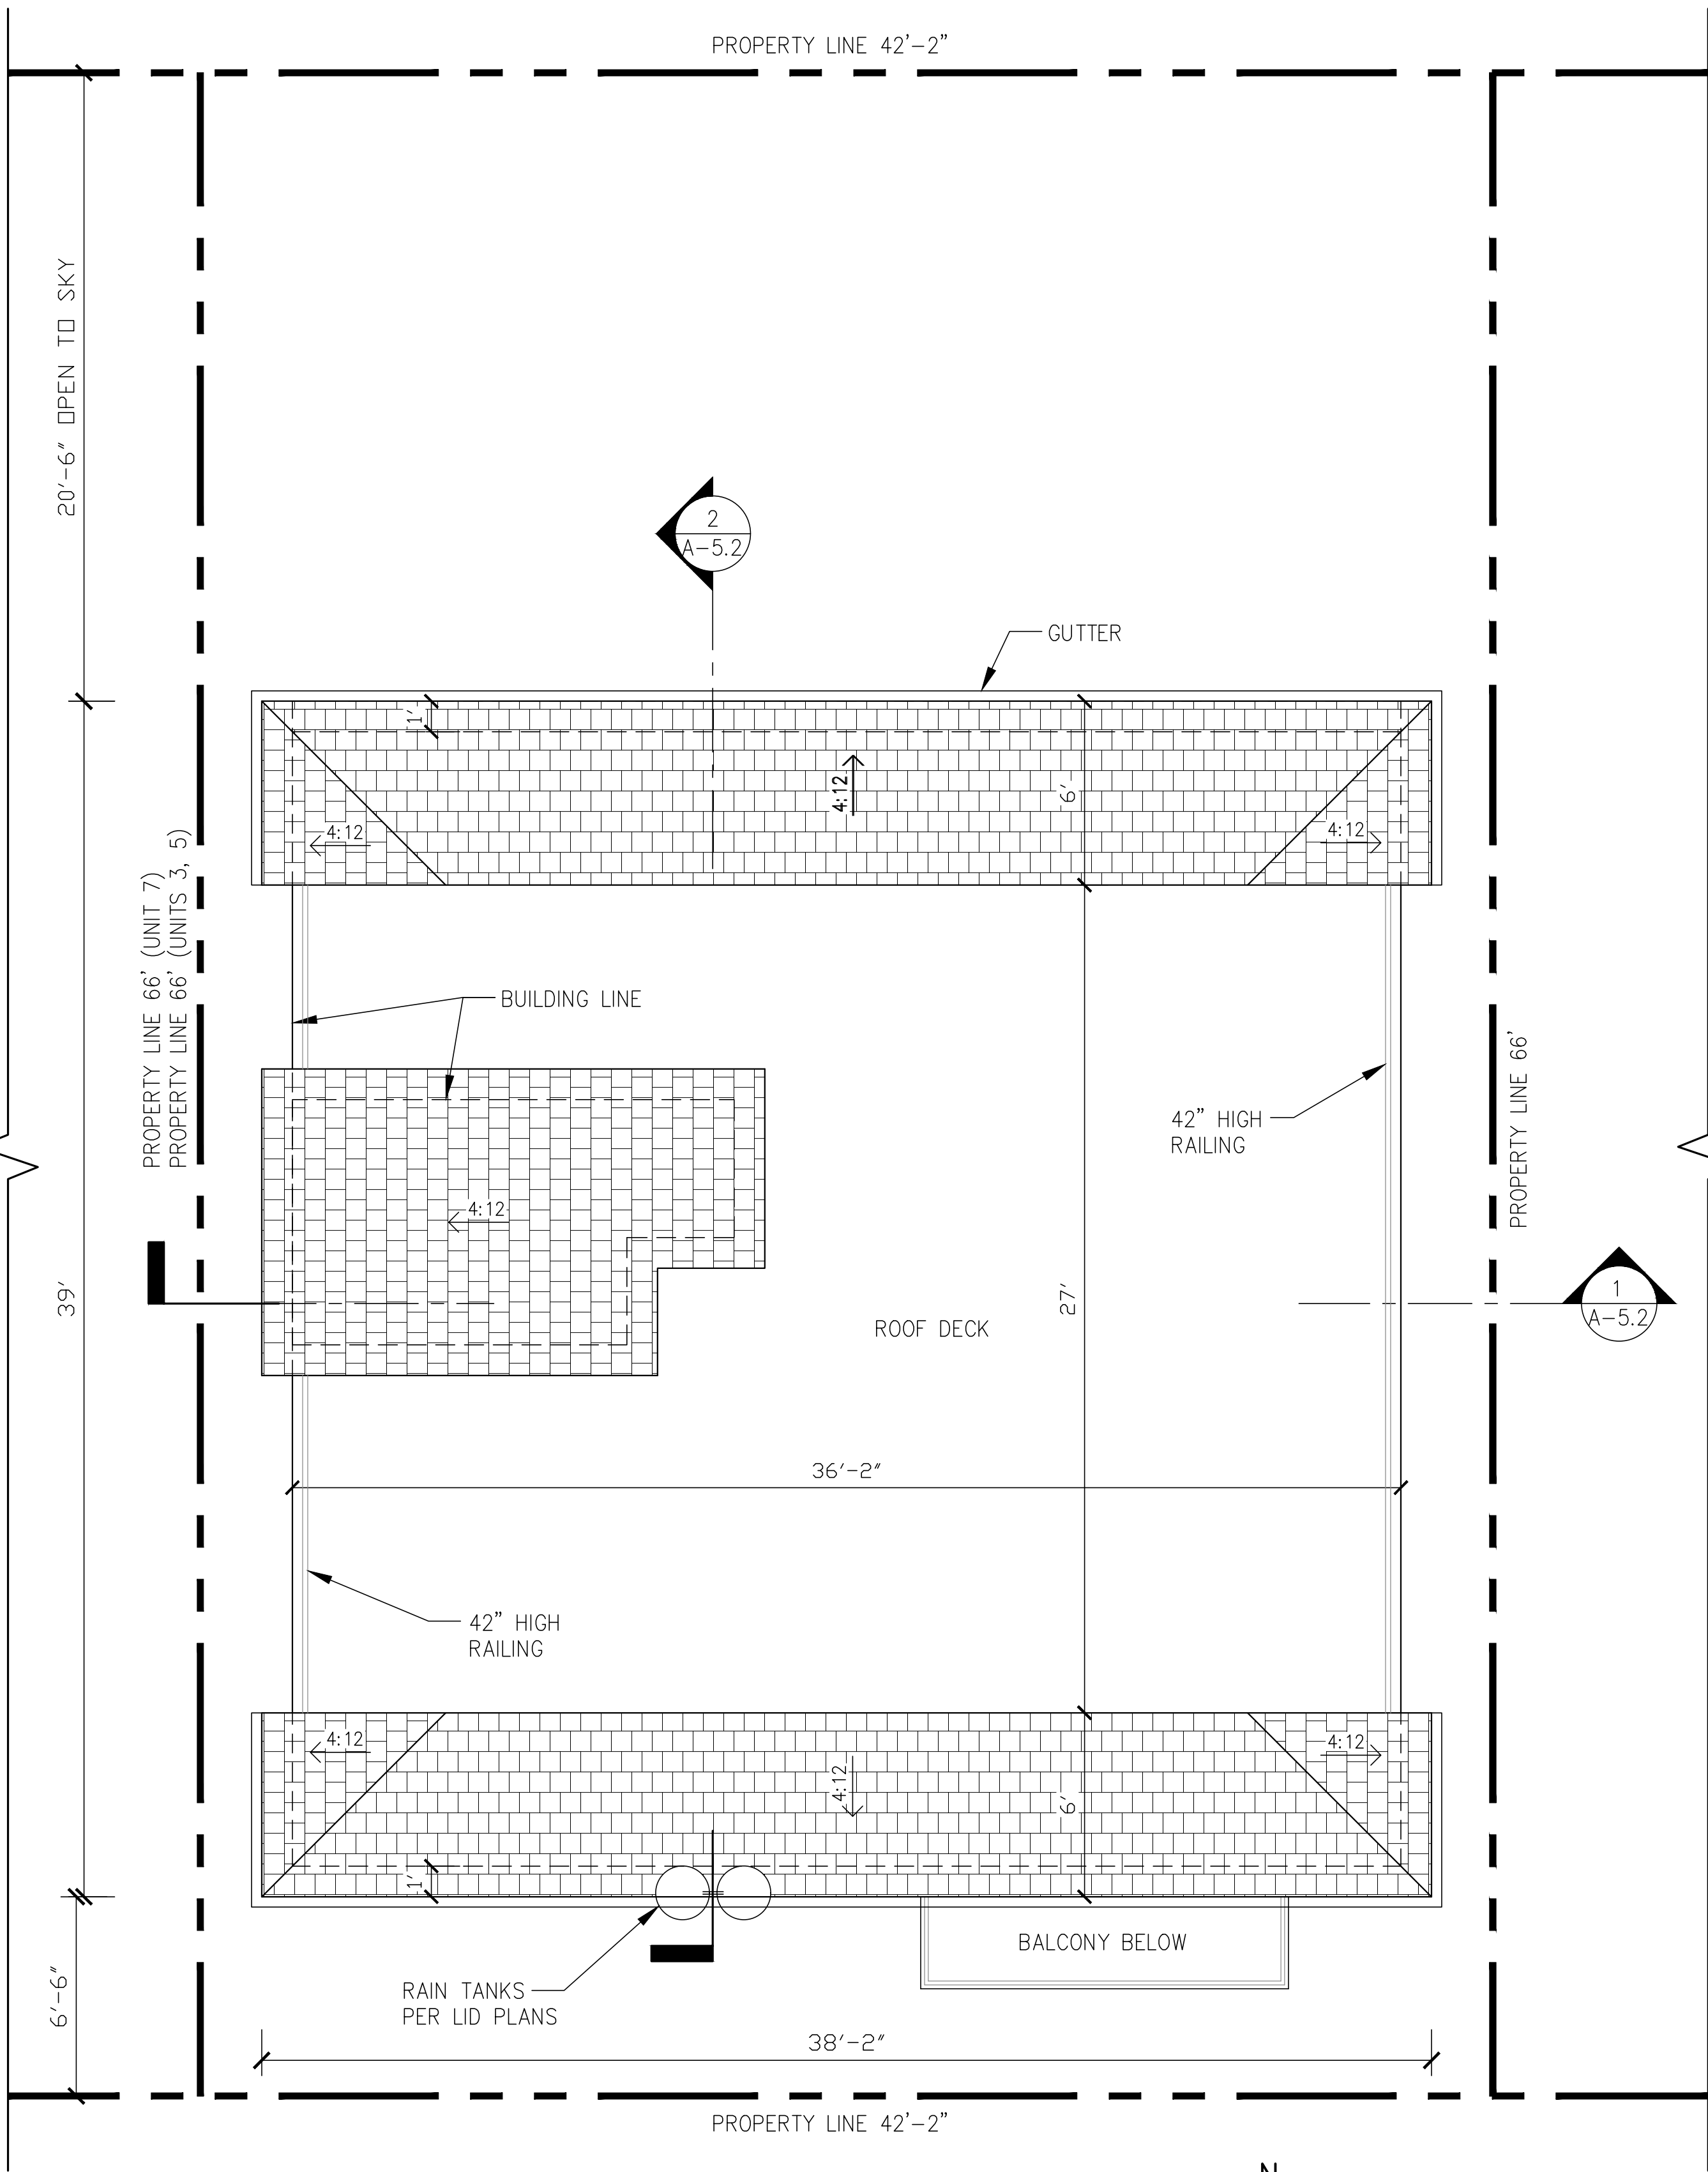 PROPERTY LINE 42'-2"
20'-6" OPEN TO SKY
2
A-5.2
GUTTER
1'
4:12
6'
4:12
4:12
PROPERTY LINE 66' (UNIT 7)
PROPERTY LINE 66' (UNITS 3, 5)
BUILDING LINE
42" HIGH
RAILING
PROPERTY LINE 66'
4:12
39'
27'
ROOF DECK
1
A-5.2
36'-2"
42" HIGH
RAILING
4:12
4:12
4:12
6'
1'
BALCONY BELOW
RAIN TANKS
PER LID PLANS
6'-6"
38'-2"
PROPERTY LINE 42'-2"